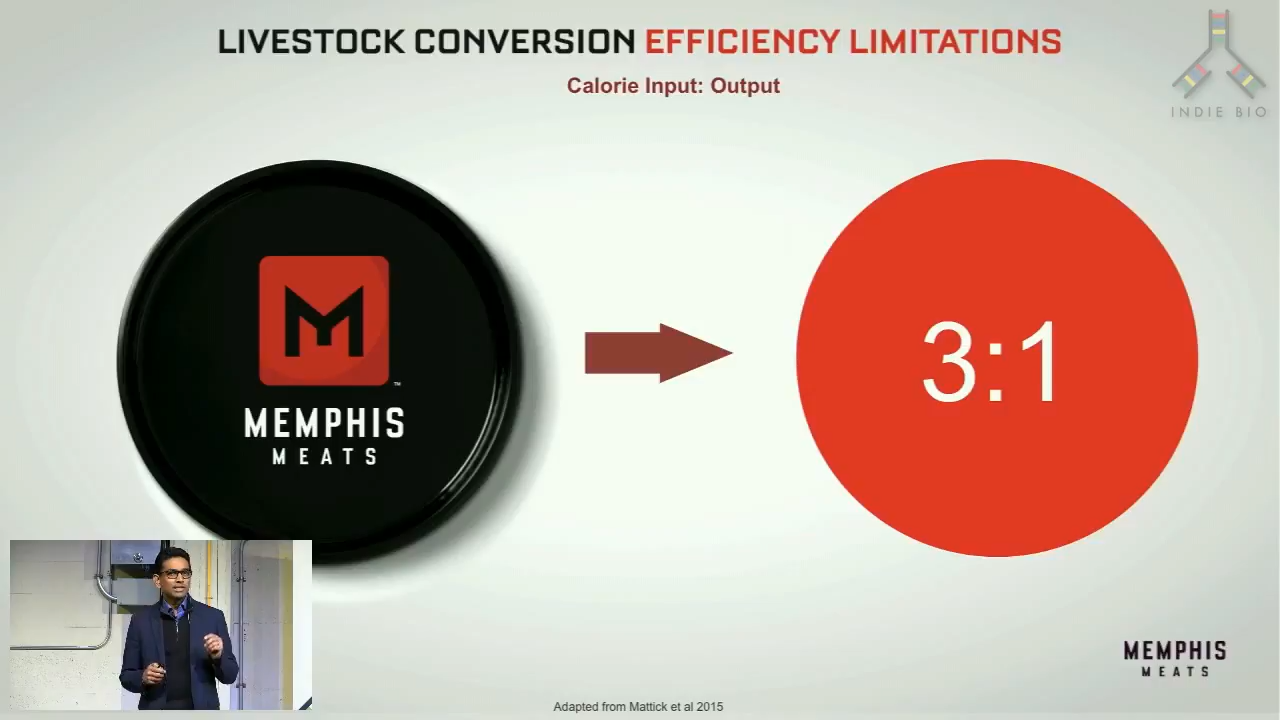 LIVESTOCK CONVERSION EFFICIENCY LIMITATIONS
Calorie Input: Output
INDIE BIO
M
™
MEMPHIS
MEATS
3:1
MEMPHIS
MEATS
Adapted from Mattick et al 2015